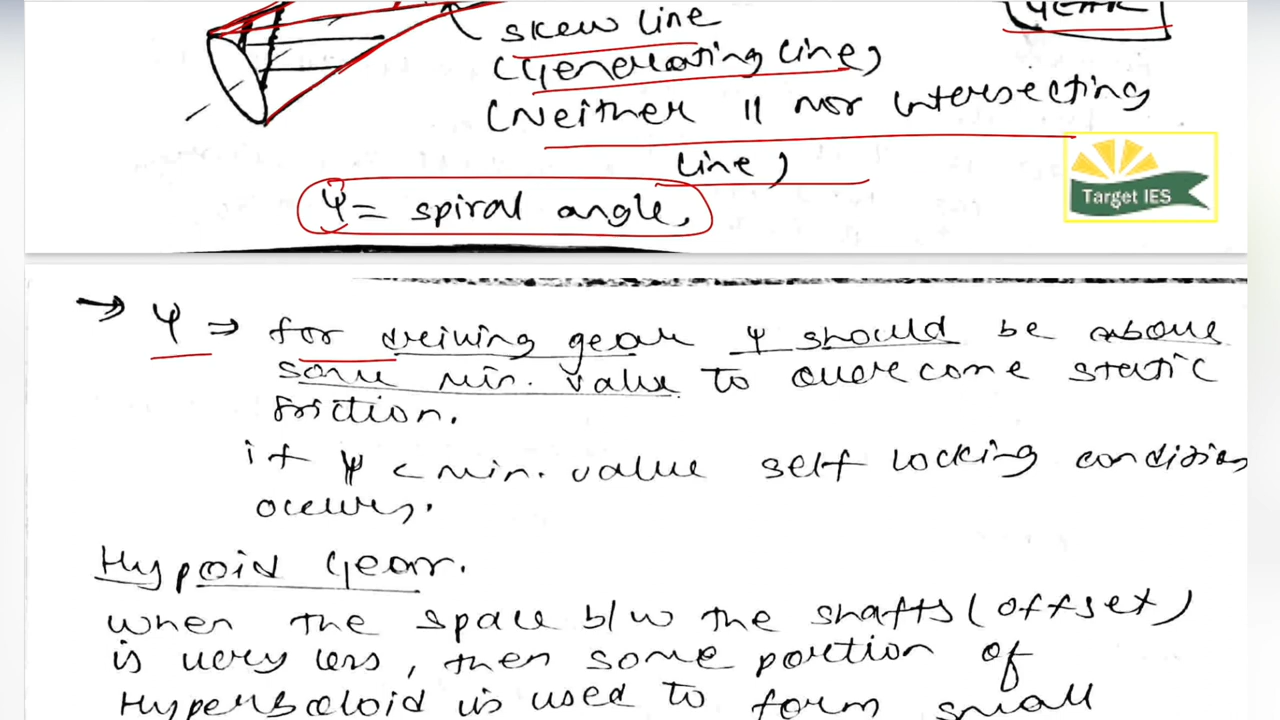 skew line
GEAR
(Generating line)
(Neither || nor intersecting
line)
Target IES
ψ = spiral angle,
→ ψ ⇒ for driving gear ψ should be above
some min. value to overcome static
friction.
if ψ < min. value self locking condition
occurs.
Hypoid Gear.
when the space b/w the shafts (offset)
is very less, then some portion of
Hyperboloid is used to form small